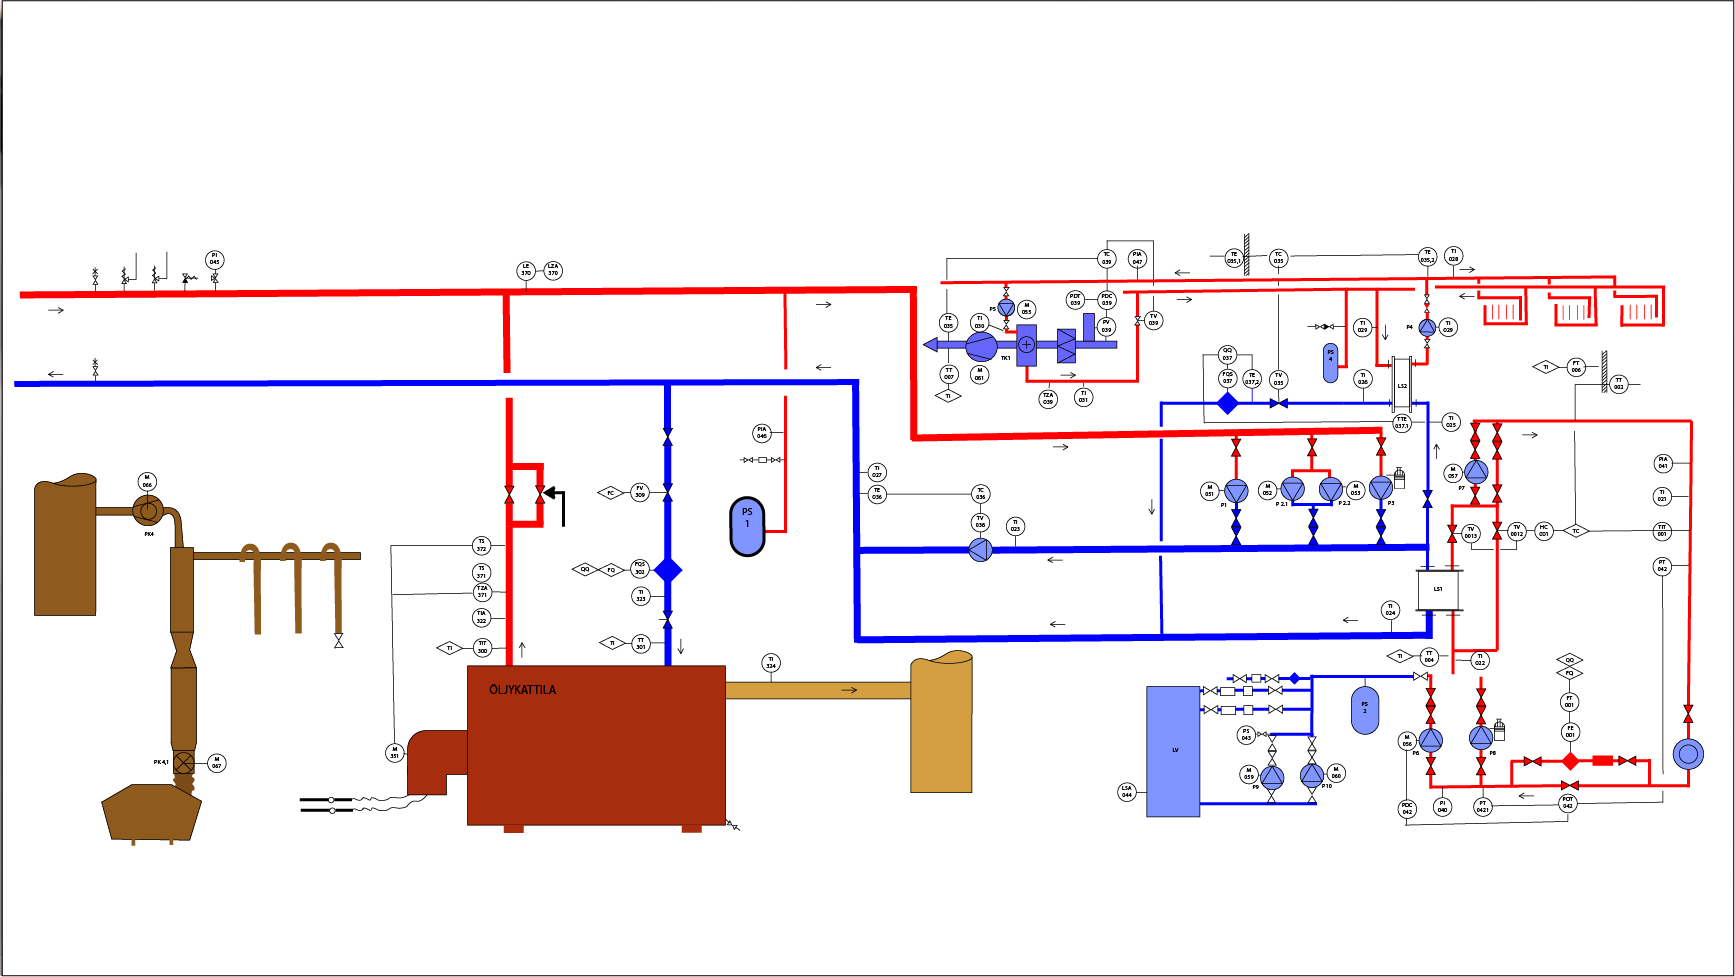 PI
045
LE
370
LZA
370
TC
039
PIA
047
TE
035,1
TC
035
TE
035,2
TI
028
PDT
039
PDC
039
M
055
P5
TE
035
TI
030
PV
039
TV
039
TI
029
P4
TI
029
TK1
M
061
TT
007
TI
TZA
039
TI
031
QQ
037
FQS
037
TE
037,2
TV
035
PS
4
TI
026
LS2
TTE
037.1
TI
025
TI
FT
006
TT
002
PIA
046
TI
027
TE
036
TC
036
TV
036
TI
023
M
051
P1
M
052
P 2.1
M
053
P 2.2
P3
M
057
P7
PIA
041
TI
021
TV
0013
TV
0012
HC
001
TC
TIT
001
PT
042
M
066
PK4
FC
FV
309
PS
1
TS
372
TS
371
TZA
371
TIA
322
TI
TIT
300
QQ
FQ
FQS
302
TI
323
TI
TT
301
LS1
TI
024
TI
TT
004
TI
022
QQ
FQ
FT
001
FE
001
TI
324
ÖLJYKATTILA
M
351
PK 4,1
M
067
PS
2
LV
PS
043
M
059
P9
M
060
P10
LSA
044
M
056
P6
P8
PDC
042
PI
040
PT
0421
PDT
042